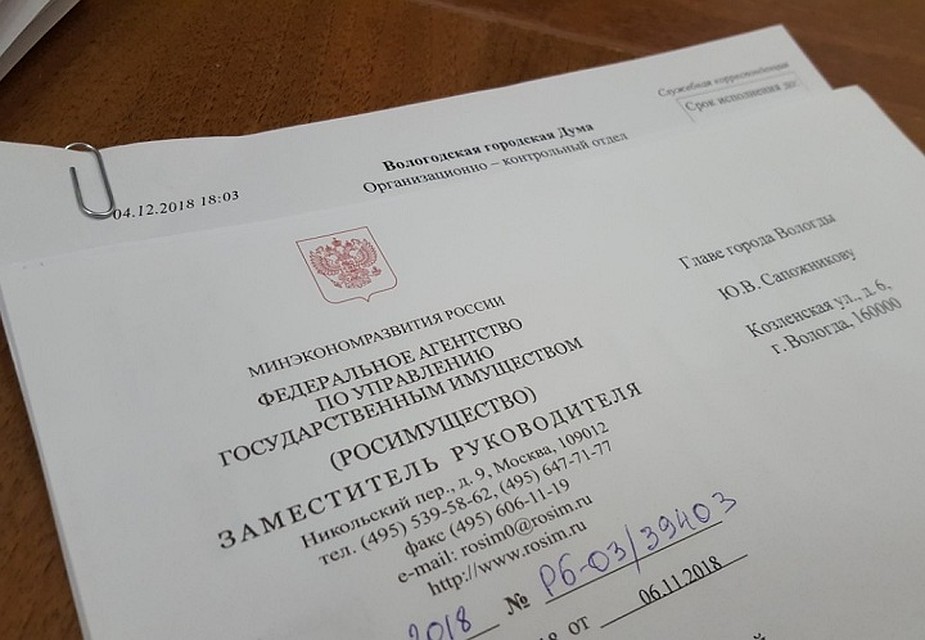 Служебная корреспонденция
Срок исполнения до:
Вологодская городская Дума
Организационно – контрольный отдел
04.12.2018 18:03
Главе города Вологды
Ю.В. Сапожникову
Козленская ул., д. 6,
г. Вологда, 160000
МИНЭКОНОМРАЗВИТИЯ РОССИИ
ФЕДЕРАЛЬНОЕ АГЕНТСТВО
ПО УПРАВЛЕНИЮ
ГОСУДАРСТВЕННЫМ ИМУЩЕСТВОМ
(РОСИМУЩЕСТВО)
ЗАМЕСТИТЕЛЬ РУКОВОДИТЕЛЯ
Никольский пер., д. 9, Москва, 109012
тел. (495) 539-58-62, (495) 647-71-77
факс (495) 606-11-19
e-mail: rosim0@rosim.ru
http://www.rosim.ru
2018 № РБ-03/39403
от 06.11.2018